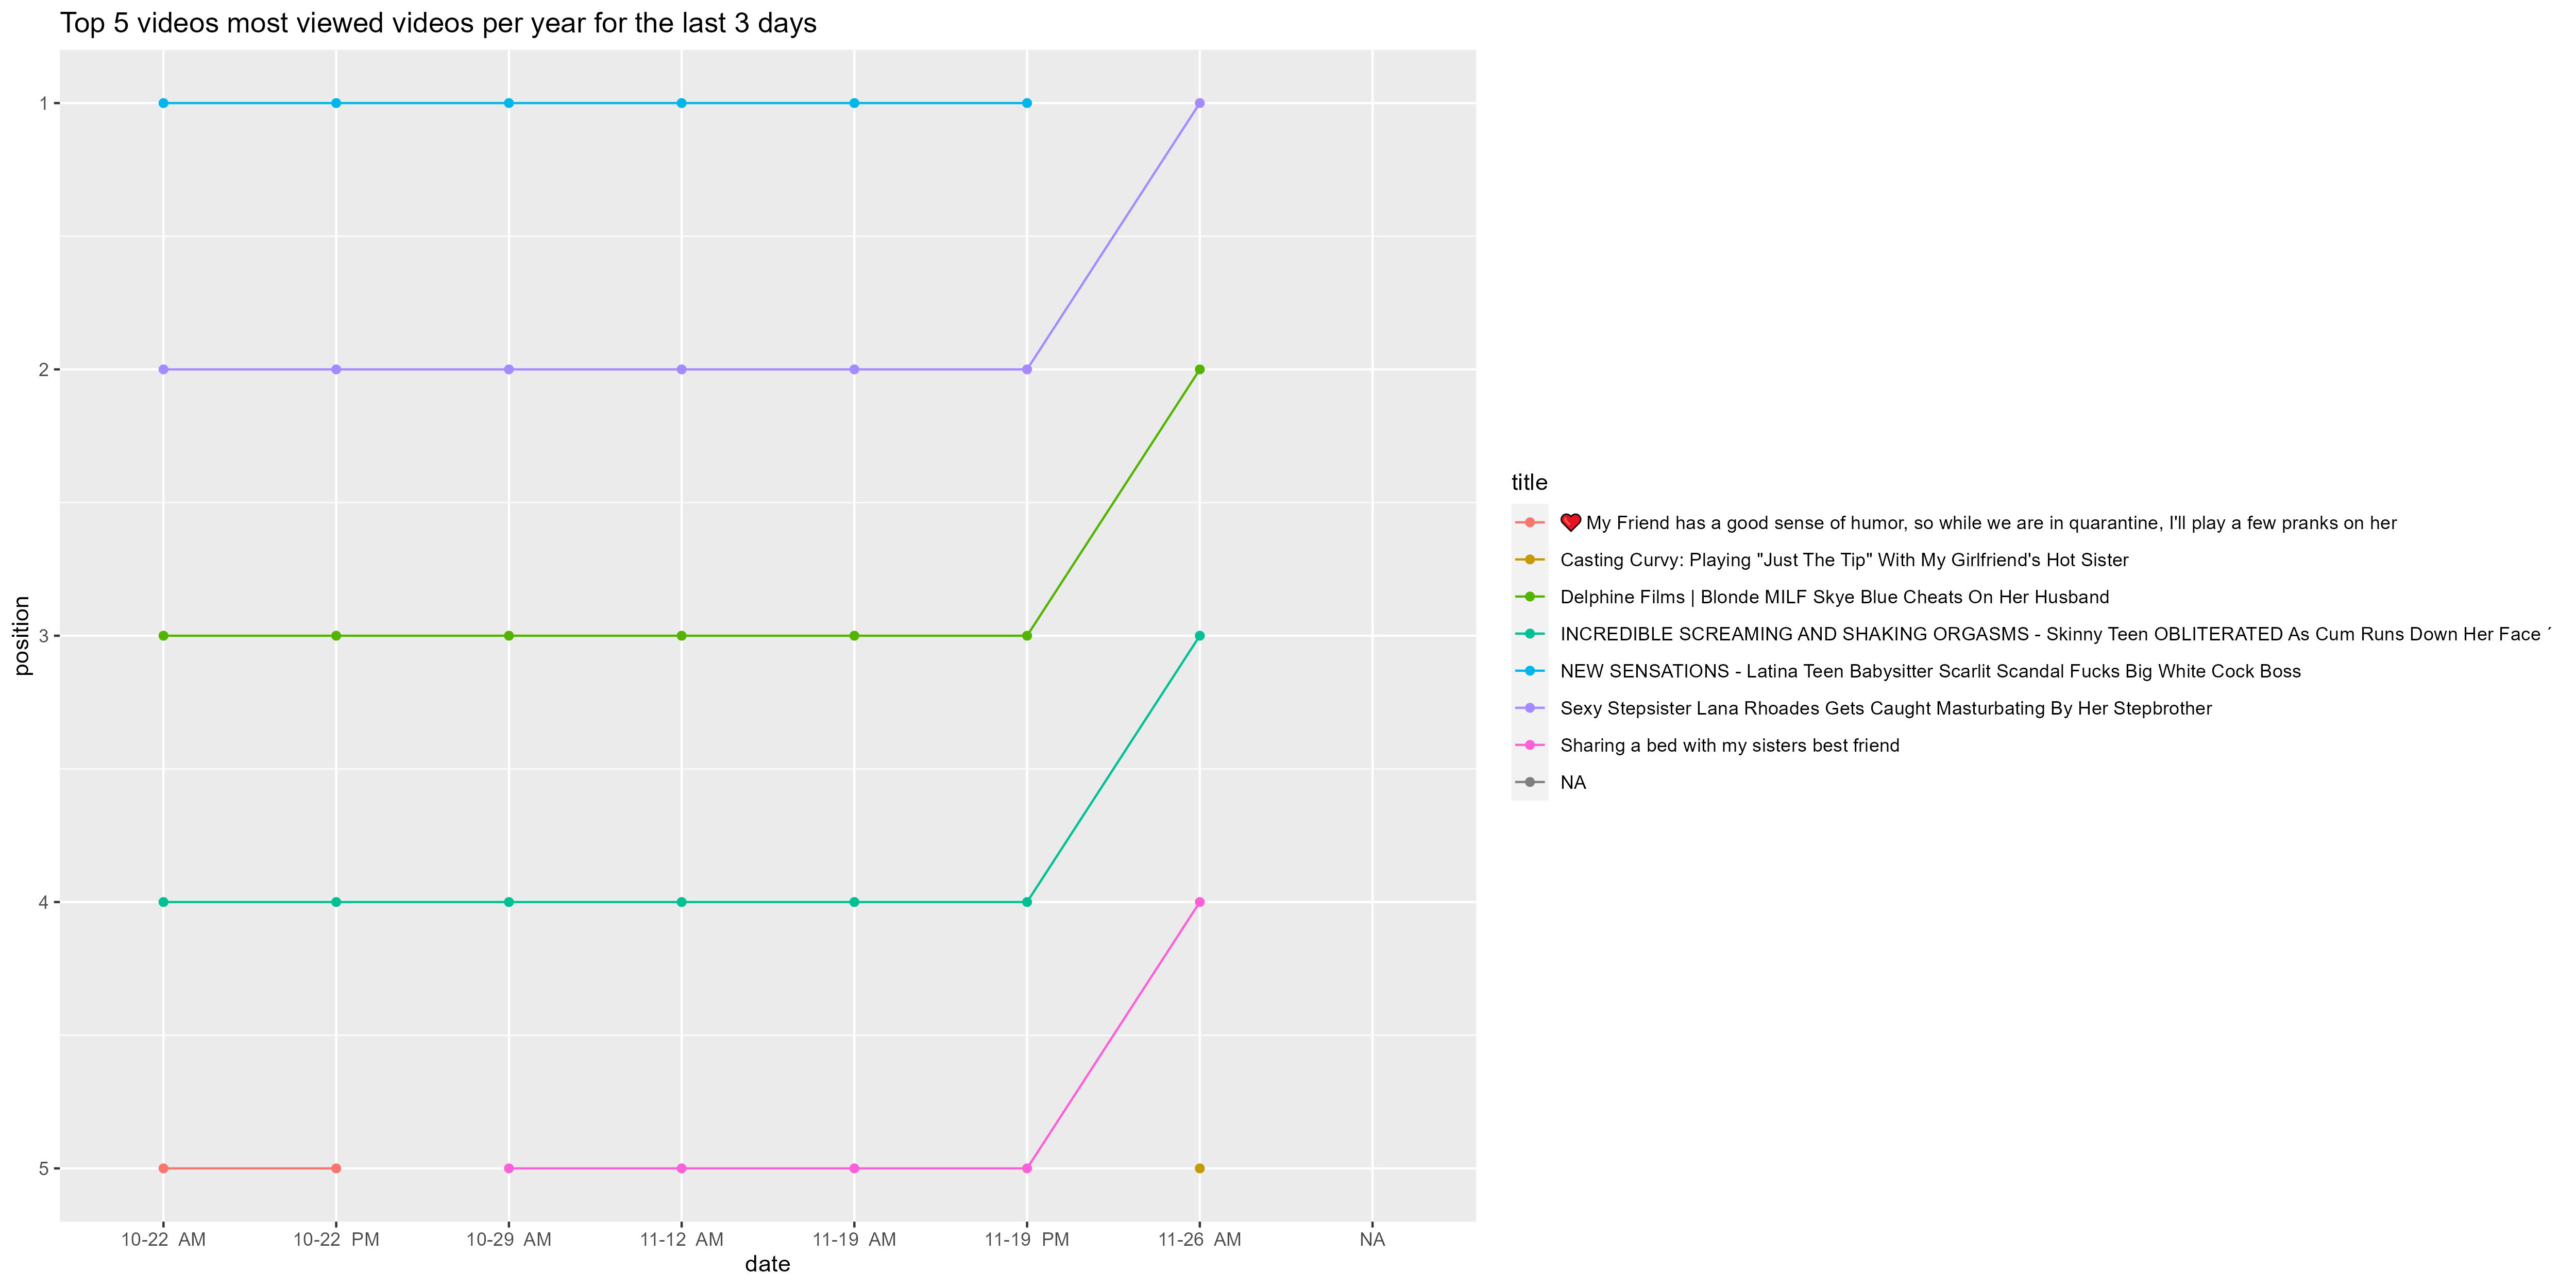 Top 5 videos most viewed videos per year for the last 3 days
position
1
2
3
4
5
10-22 AM
10-22 PM
10-29 AM
11-12 AM
11-19 AM
11-19 PM
11-26 AM
NA
date
title
❤ My Friend has a good sense of humor, so while we are in quarantine, I'll play a few pranks on her
Casting Curvy: Playing "Just The Tip" With My Girlfriend's Hot Sister
Delphine Films | Blonde MILF Skye Blue Cheats On Her Husband
INCREDIBLE SCREAMING AND SHAKING ORGASMS - Skinny Teen OBLITERATED As Cum Runs Down Her Face ´
NEW SENSATIONS - Latina Teen Babysitter Scarlit Scandal Fucks Big White Cock Boss
Sexy Stepsister Lana Rhoades Gets Caught Masturbating By Her Stepbrother
Sharing a bed with my sisters best friend
NA